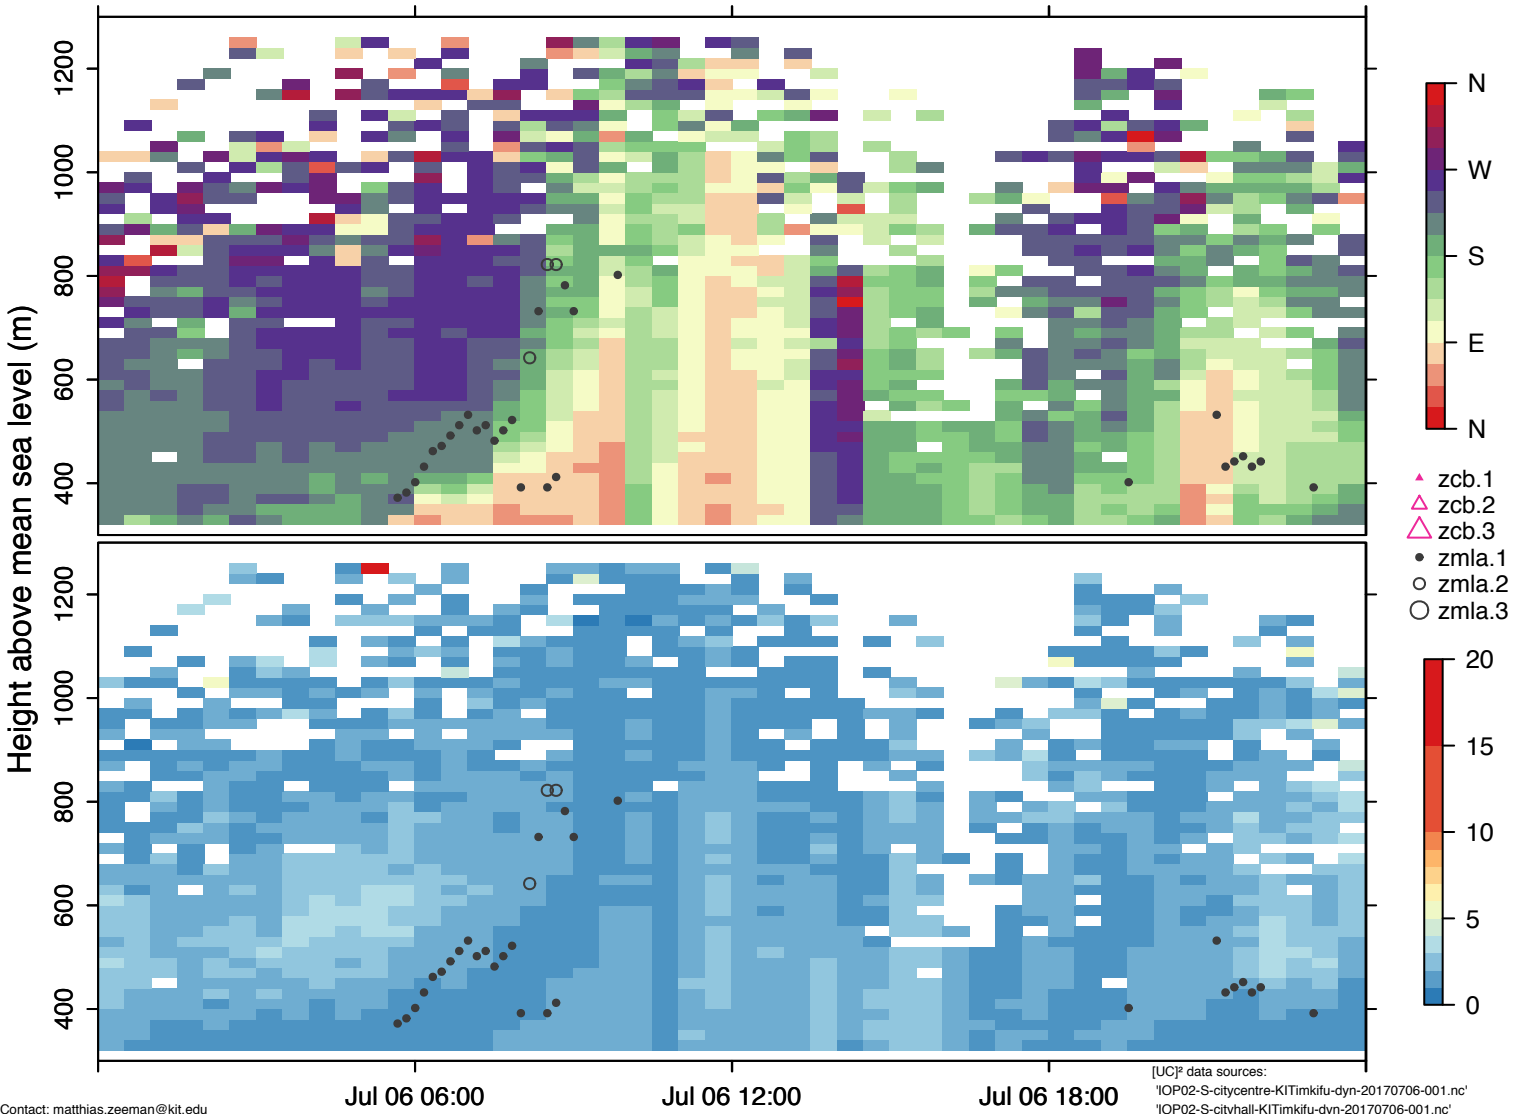 Height above mean sea level (m)
1200
1000
800
600
400
1200
1000
800
600
400
Jul 06 06:00
Jul 06 12:00
Jul 06 18:00
N
W
S
E
N
zcb.1
zcb.2
zcb.3
zmla.1
zmla.2
zmla.3
20
15
10
5
0
[UC]² data sources:
'IOP02-S-citycentre-KITimkifu-dyn-20170706-001.nc'
'IOP02-S-cityhall-KITimkifu-dyn-20170706-001.nc'
Contact: matthias.zeeman@kit.edu